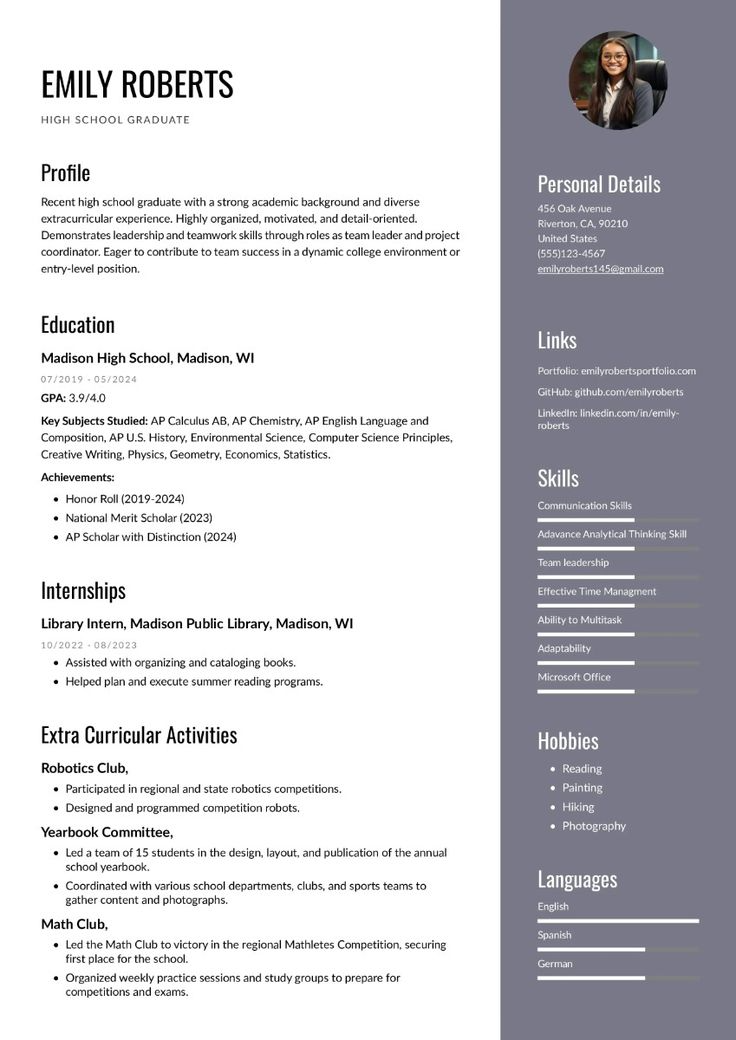 EMILY ROBERTS
HIGH SCHOOL GRADUATE
Profile
Recent high school graduate with a strong academic background and diverse
extracurricular experience. Highly organized, motivated, and detail-oriented.
Demonstrates leadership and teamwork skills through roles as team leader and project
coordinator. Eager to contribute to team success in a dynamic college environment or
entry-level position.
Education
Madison High School, Madison, WI
07/2019 - 05/2024
GPA: 3.9/4.0
Key Subjects Studied: AP Calculus AB, AP Chemistry, AP English Language and
Composition, AP U.S. History, Environmental Science, Computer Science Principles,
Creative Writing, Physics, Geometry, Economics, Statistics.
Achievements:
• Honor Roll (2019-2024)
• National Merit Scholar (2023)
• AP Scholar with Distinction (2024)
Internships
Library Intern, Madison Public Library, Madison, WI
10/2022 - 08/2023
• Assisted with organizing and cataloging books.
• Helped plan and execute summer reading programs.
Extra Curricular Activities
Robotics Club,
• Participated in regional and state robotics competitions.
• Designed and programmed competition robots.
Yearbook Committee,
• Led a team of 15 students in the design, layout, and publication of the annual
school yearbook.
• Coordinated with various school departments, clubs, and sports teams to
gather content and photographs.
Math Club,
• Led the Math Club to victory in the regional Mathletes Competition, securing
first place for the school.
• Organized weekly practice sessions and study groups to prepare for
competitions and exams.
Personal Details
456 Oak Avenue
Riverton, CA, 90210
United States
(555)123-4567
emilyroberts145@gmail.com
Links
Portfolio: emilyrobertsportfolio.com
GitHub: github.com/emilyroberts
LinkedIn: linkedin.com/in/emily-
roberts
Skills
Communication Skills
Adavance Analytical Thinking Skill
Team leadership
Effective Time Managment
Ability to Multitask
Adaptability
Microsoft Office
Hobbies
• Reading
• Painting
• Hiking
• Photography
Languages
English
Spanish
German